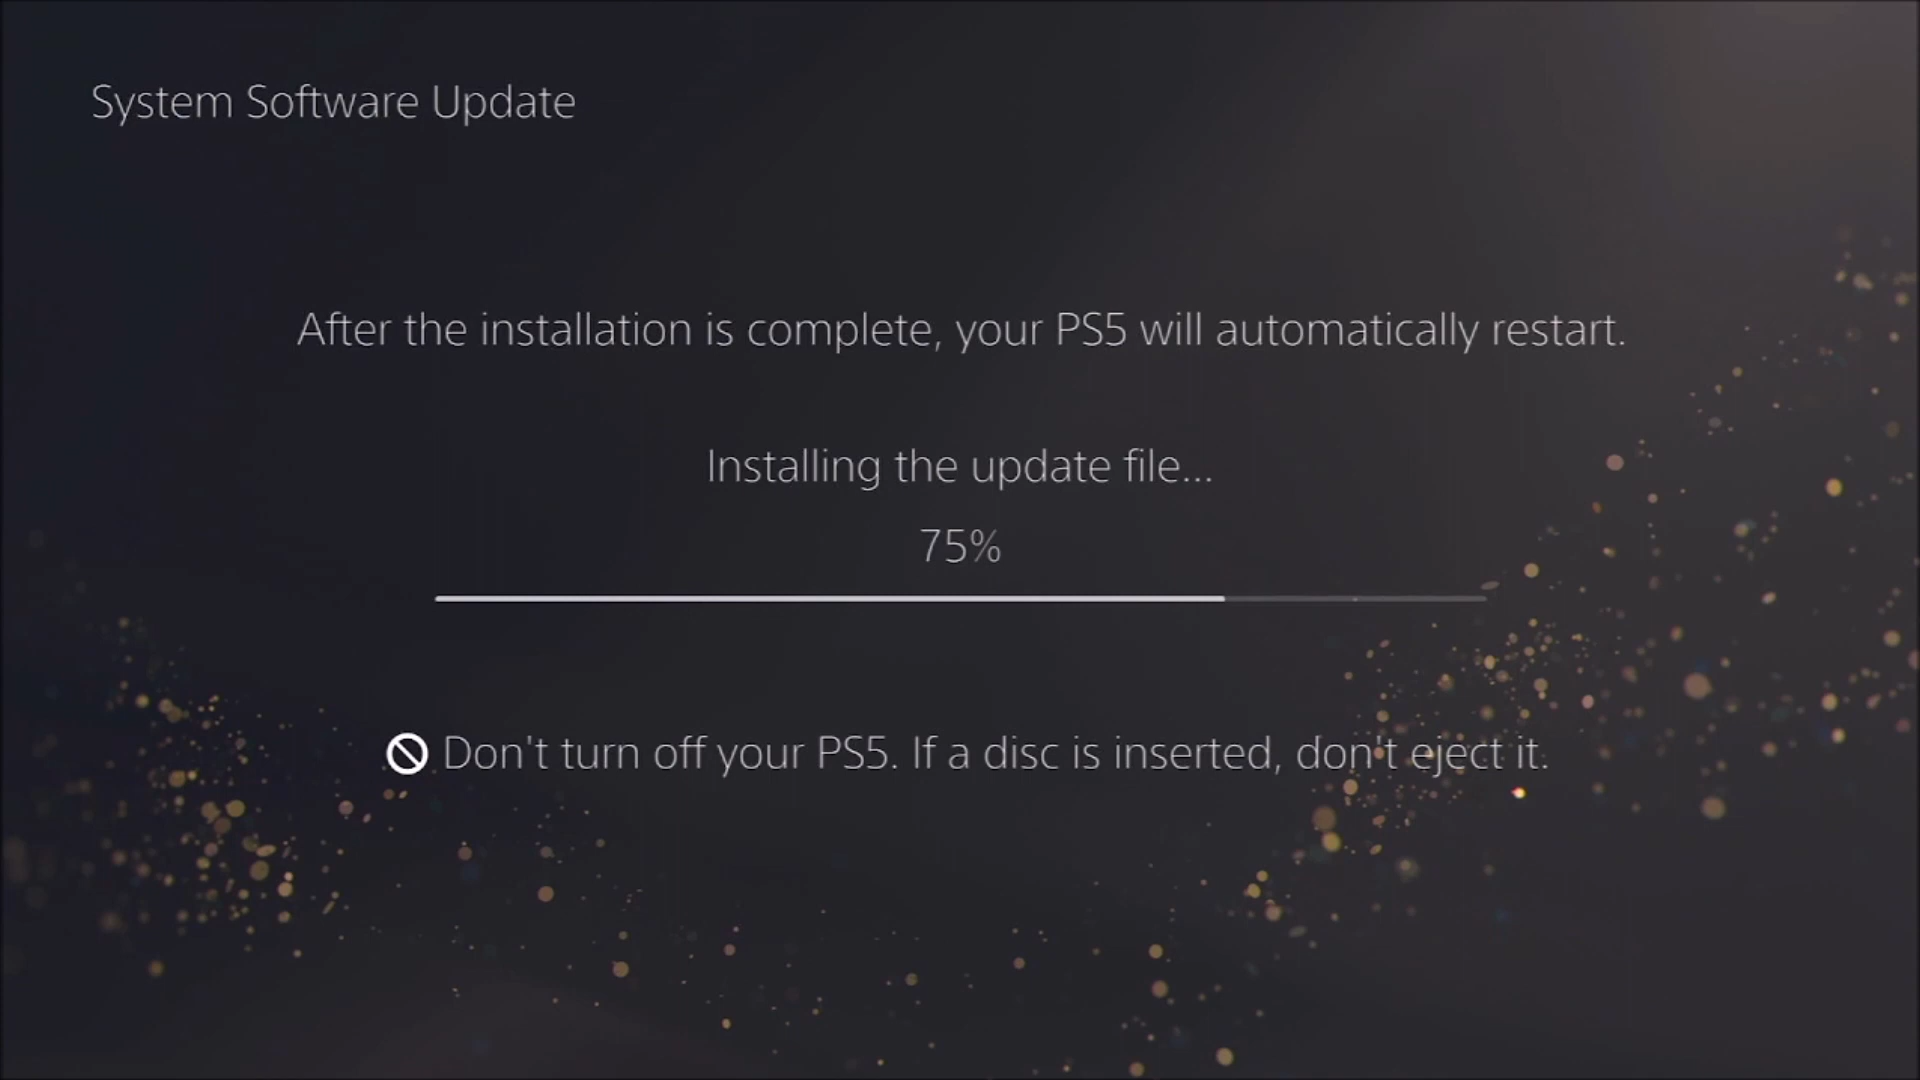 System Software Update
After the installation is complete, your PS5 will automatically restart.
Installing the update file...
75%
Don't turn off your PS5. If a disc is inserted, don't eject it.